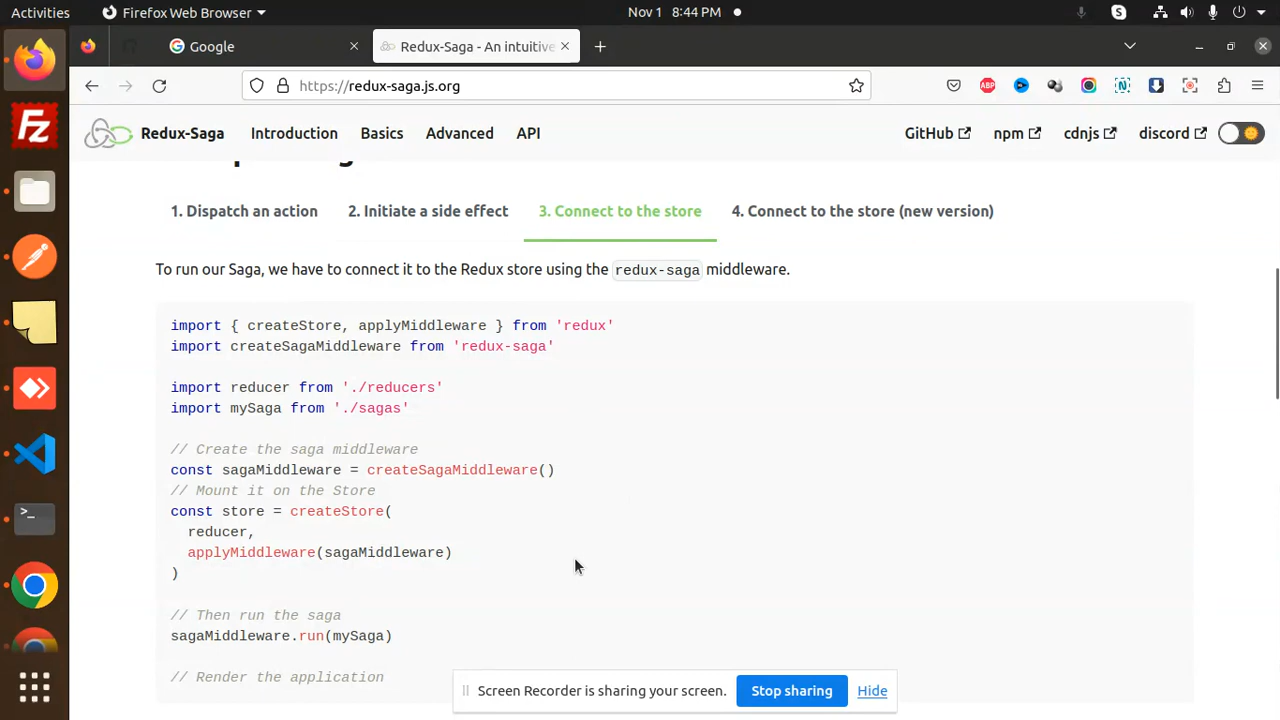 Activities
Firefox Web Browser
Nov 1 8:44 PM
Google
Redux-Saga - An intuitive
https://redux-saga.js.org
Redux-Saga
Introduction
Basics
Advanced
API
GitHub
npm
cdnjs
discord
1. Dispatch an action
2. Initiate a side effect
3. Connect to the store
4. Connect to the store (new version)
To run our Saga, we have to connect it to the Redux store using the redux-saga middleware.
import { createStore, applyMiddleware } from 'redux'
import createSagaMiddleware from 'redux-saga'
import reducer from './reducers'
import mySaga from './sagas'
// Create the saga middleware
const sagaMiddleware = createSagaMiddleware()
// Mount it on the Store
const store = createStore(
reducer,
applyMiddleware(sagaMiddleware)
)
// Then run the saga
sagaMiddleware.run(mySaga)
// Render the application
Screen Recorder is sharing your screen.
Stop sharing
Hide